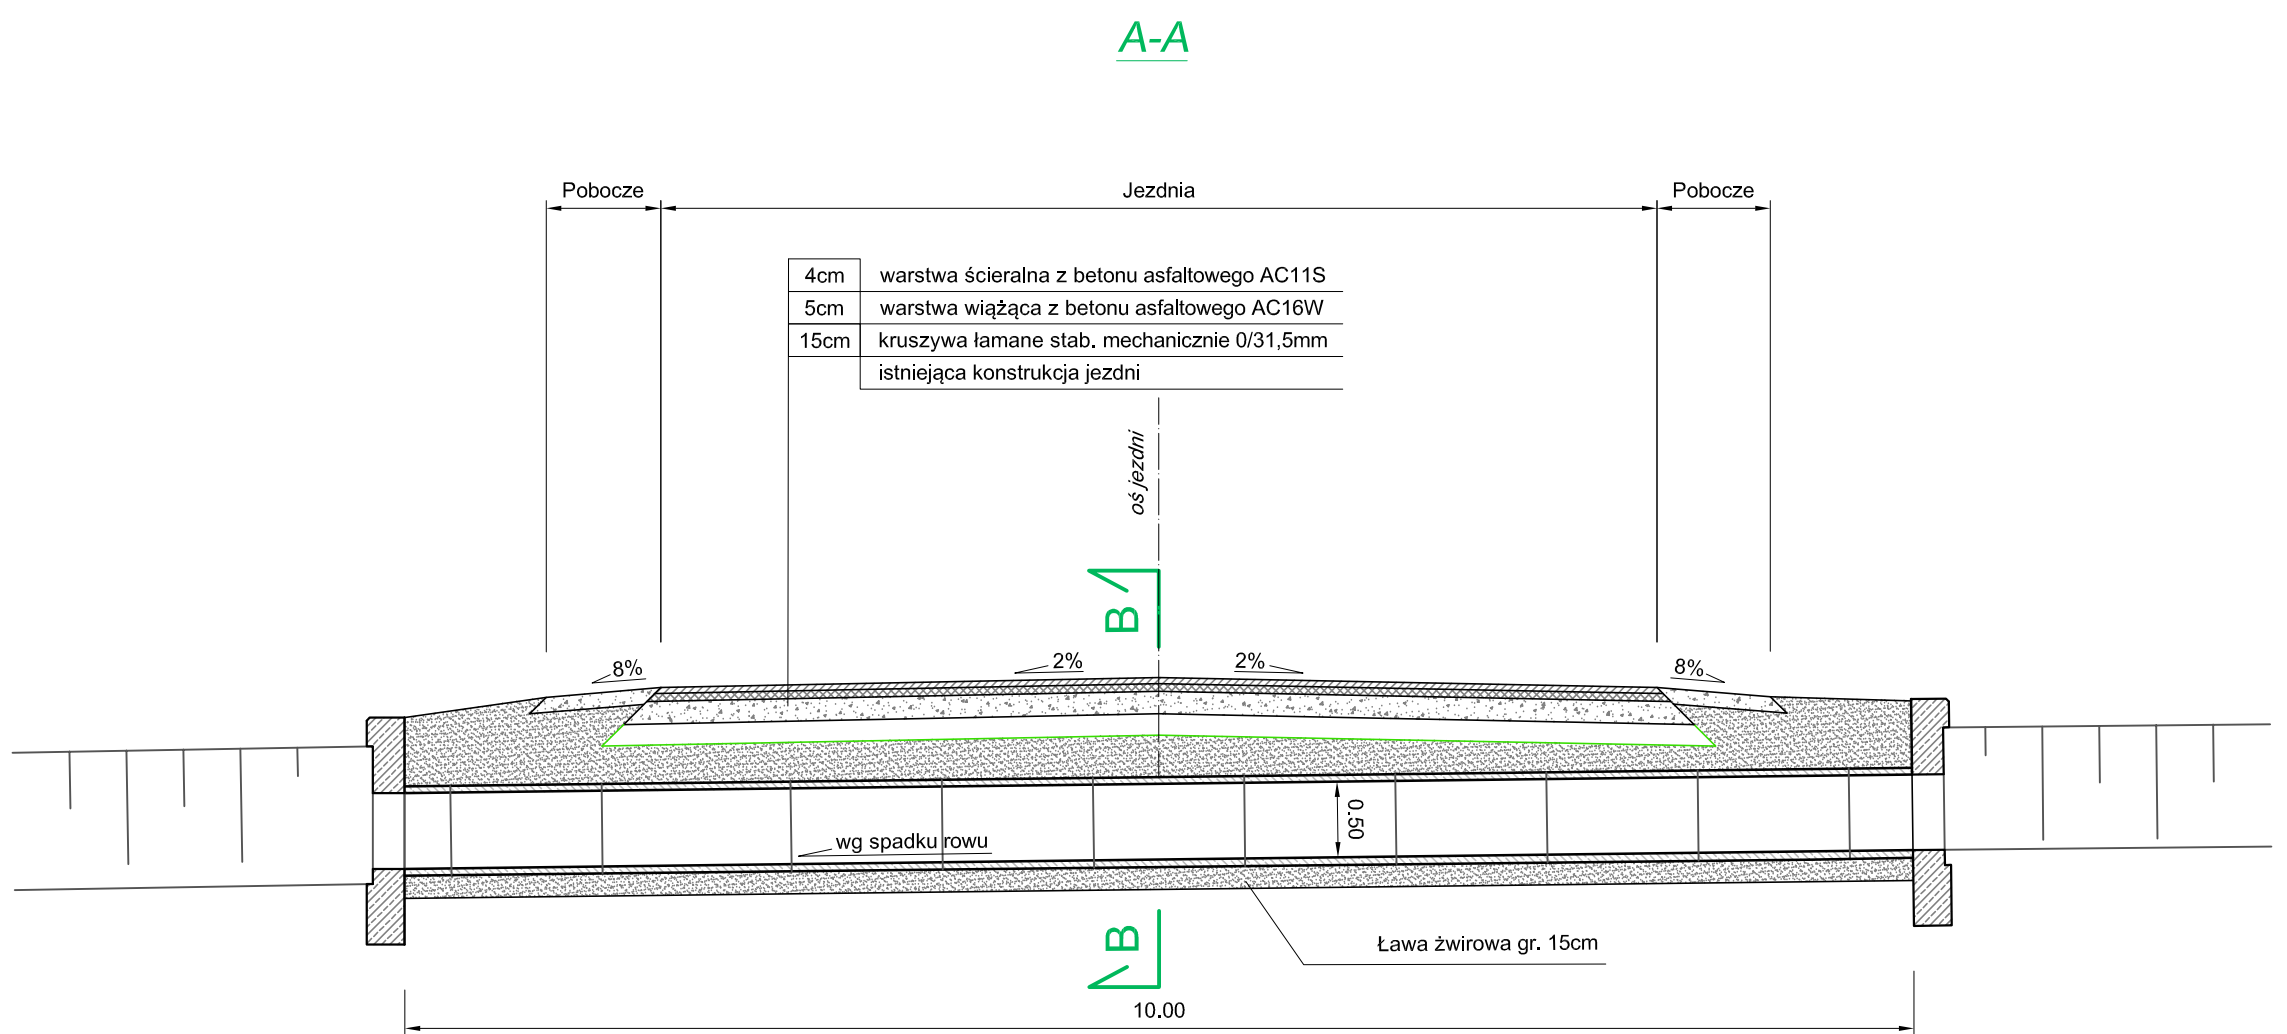 A-A
Pobocze
Jezdnia
Pobocze
4cm warstwa ścieralna z betonu asfaltowego AC11S
5cm warstwa wiążąca z betonu asfaltowego AC16W
15cm kruszywa łamane stab. mechanicznie 0/31,5mm
istniejąca konstrukcja jezdni
oś jezdni
B
8%
2%
2%
8%
0.50
wg spadku rowu
B
Ława żwirowa gr. 15cm
10.00